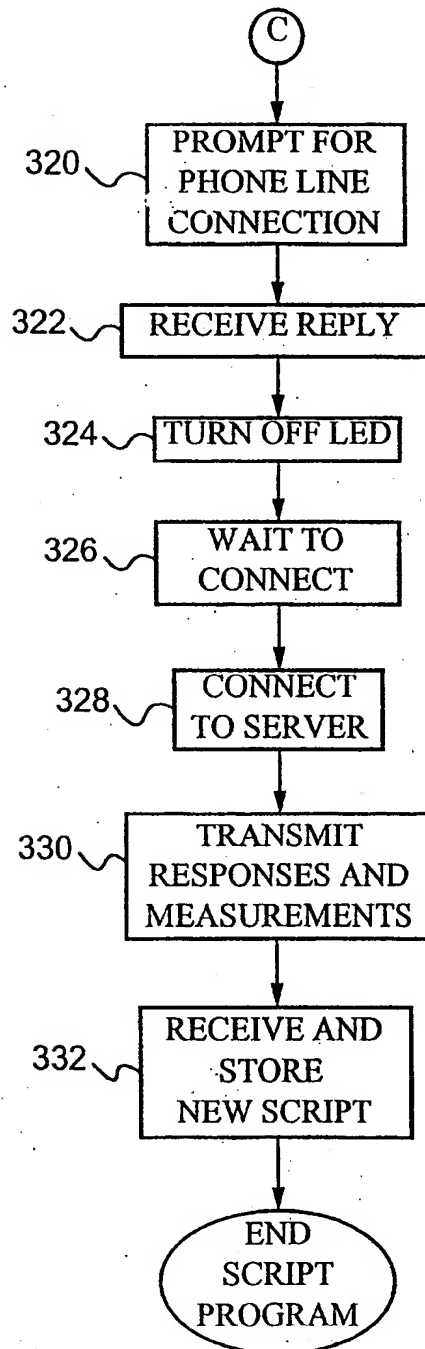 C
320
PROMPT FOR
PHONE LINE
CONNECTION
322
RECEIVE REPLY
324
TURN OFF LED
326
WAIT TO
CONNECT
328
CONNECT
TO SERVER
330
TRANSMIT
RESPONSES AND
MEASUREMENTS
332
RECEIVE AND
STORE
NEW SCRIPT
END
SCRIPT
PROGRAM